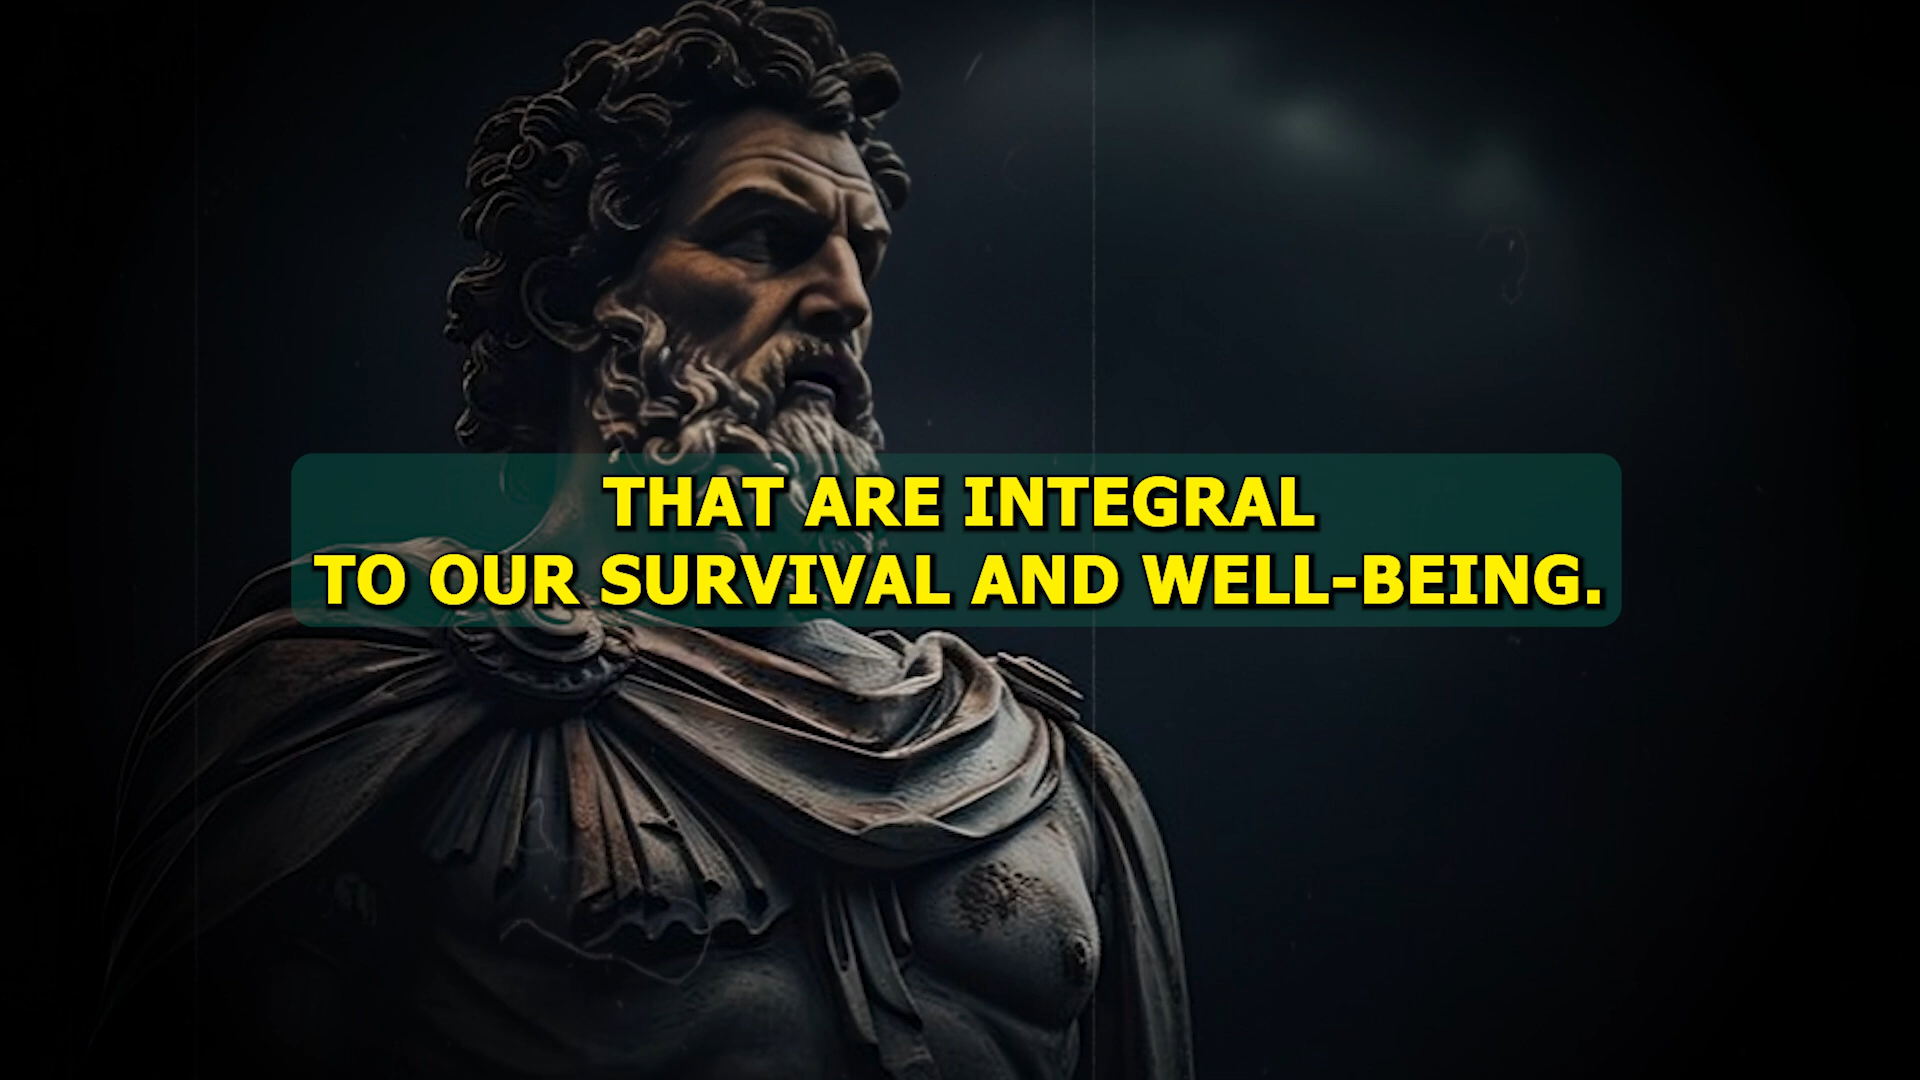 THAT ARE INTEGRAL
TO OUR SURVIVAL AND WELL-BEING.